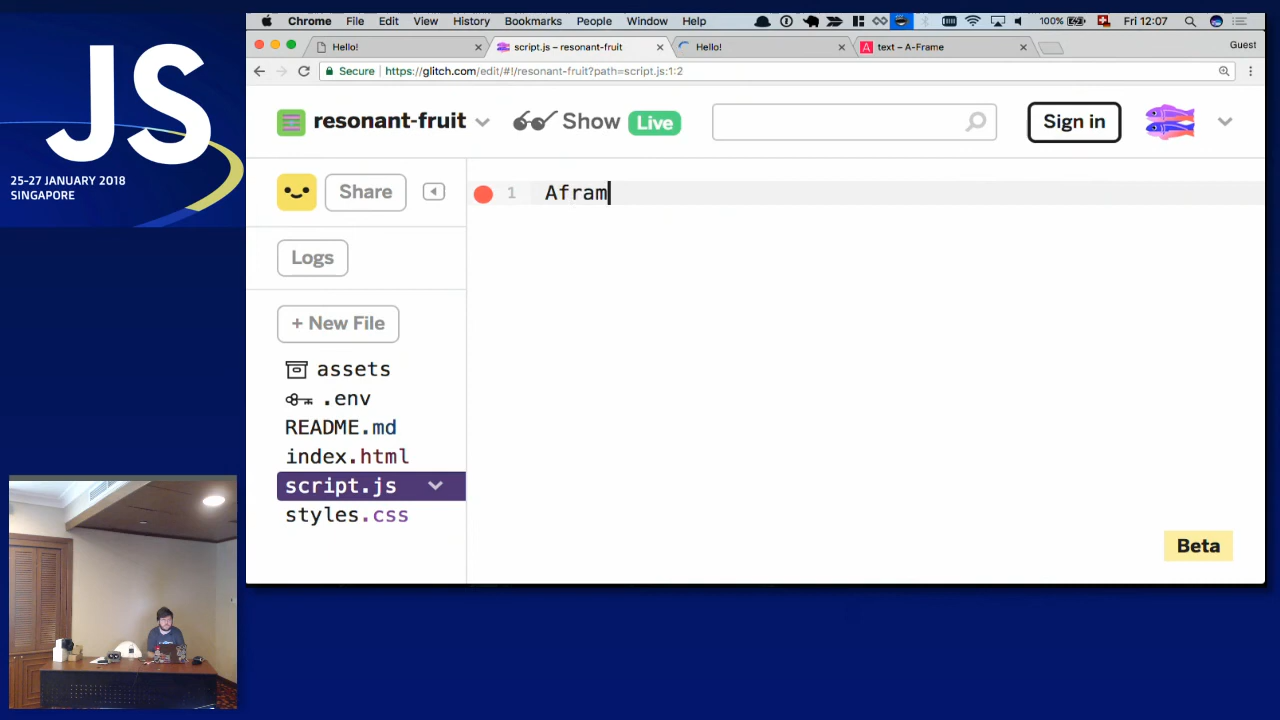 JS
25-27 JANUARY 2018
SINGAPORE
Chrome File Edit View History Bookmarks People Window Help 100% Fri 12:07
Hello! script.js – resonant-fruit Hello! text – A-Frame Guest
Secure https://glitch.com/edit/#!/resonant-fruit?path=script.js:1:2
resonant-fruit Show Live Sign in
Share
1 Afram
Logs
+ New File
assets
.env
README.md
index.html
script.js
styles.css
Beta